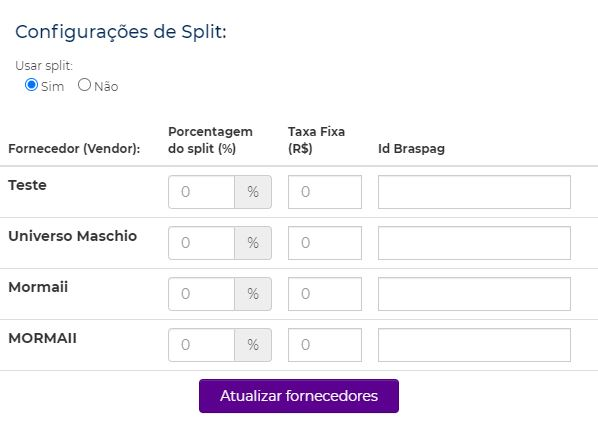 Configurações de Split:
Usar split:
Sim Não
Fornecedor (Vendor): Porcentagem do split (%) Taxa Fixa (R$) Id Braspag
Teste 0 % 0
Universo Maschio 0 % 0
Mormaii 0 % 0
MORMAII 0 % 0
Atualizar fornecedores